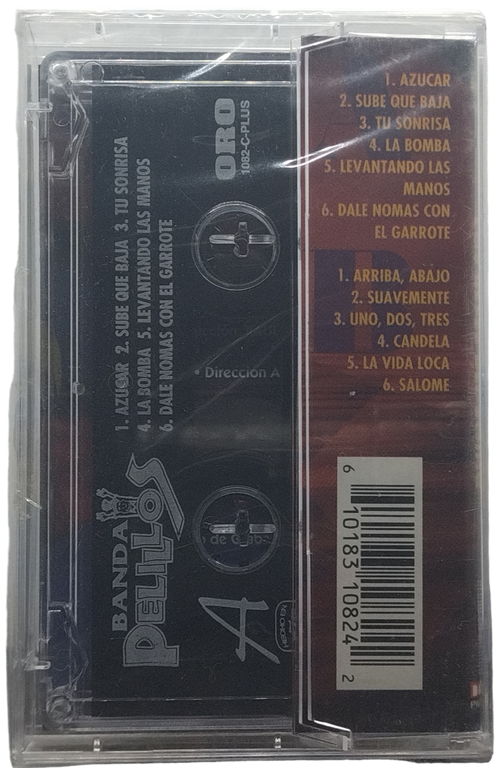 1. AZUCAR 2. SUBE QUE BAJA 3. TU SONRISA
4. LA BOMBA 5. LEVANTANDO LAS MANOS
6. DALE NOMAS CON EL GARROTE
ORO
1082-C-PLUS
BANDA
PELILLOS
A
• Dirección A
1. AZUCAR
2. SUBE QUE BAJA
3. TU SONRISA
4. LA BOMBA
5. LEVANTANDO LAS
MANOS
6. DALE NOMAS CON
EL GARROTE
1. ARRIBA, ABAJO
2. SUAVEMENTE
3. UNO, DOS, TRES
4. CANDELA
5. LA VIDA LOCA
6. SALOME
6 10183 10824 2